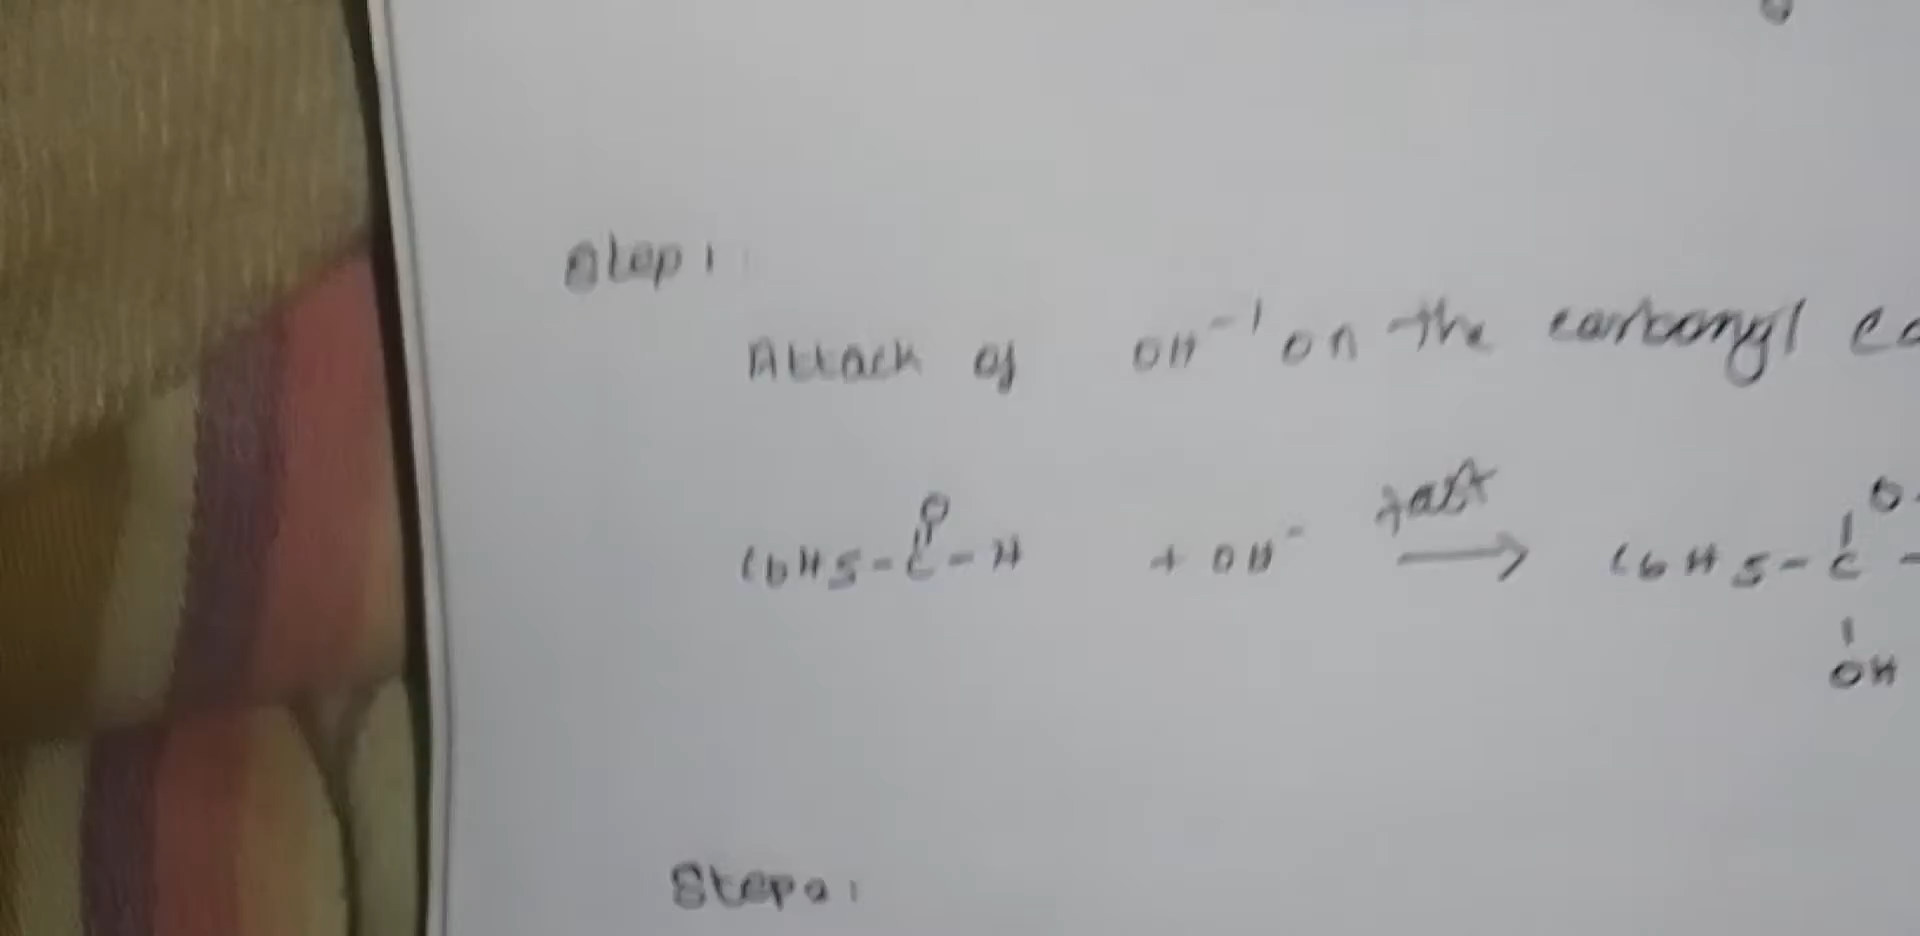 Step 1
Attack of OH⁻¹ on the carbonyl
O
C6H5-C-H + OH⁻ fast → C6H5-C-
O-
OH
Step 2: